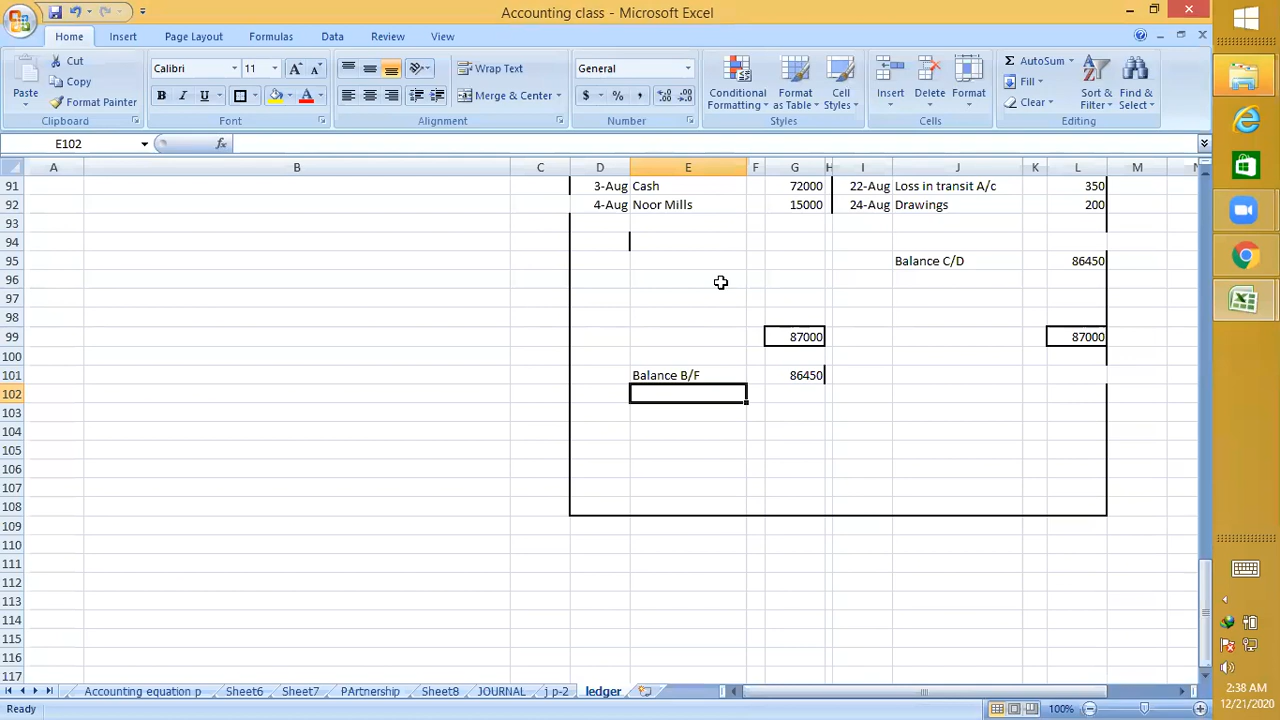 Accounting class - Microsoft Excel
Home Insert Page Layout Formulas Data Review View
Paste
Cut
Copy
Format Painter
Clipboard
Calibri 11
B I U A
Font
Wrap Text
Merge & Center
Alignment
General
$ % ,
Number
Conditional Formatting
Format as Table
Cell Styles
Styles
Insert Delete Format
Cells
AutoSum
Fill
Clear
Sort & Filter
Find & Select
Editing
E102 fx
A B C D E F G H I J K L M N
91 3-Aug Cash 72000 22-Aug Loss in transit A/c 350
92 4-Aug Noor Mills 15000 24-Aug Drawings 200
93
94
95 Balance C/D 86450
96
97
98
99 87000 87000
100
101 Balance B/F 86450
102
103
104
105
106
107
108
109
110
111
112
113
114
115
116
117
Accounting equation p Sheet6 Sheet7 PArtnership Sheet8 JOURNAL j p-2 ledger
Ready 100%
2:38 AM
12/21/2020